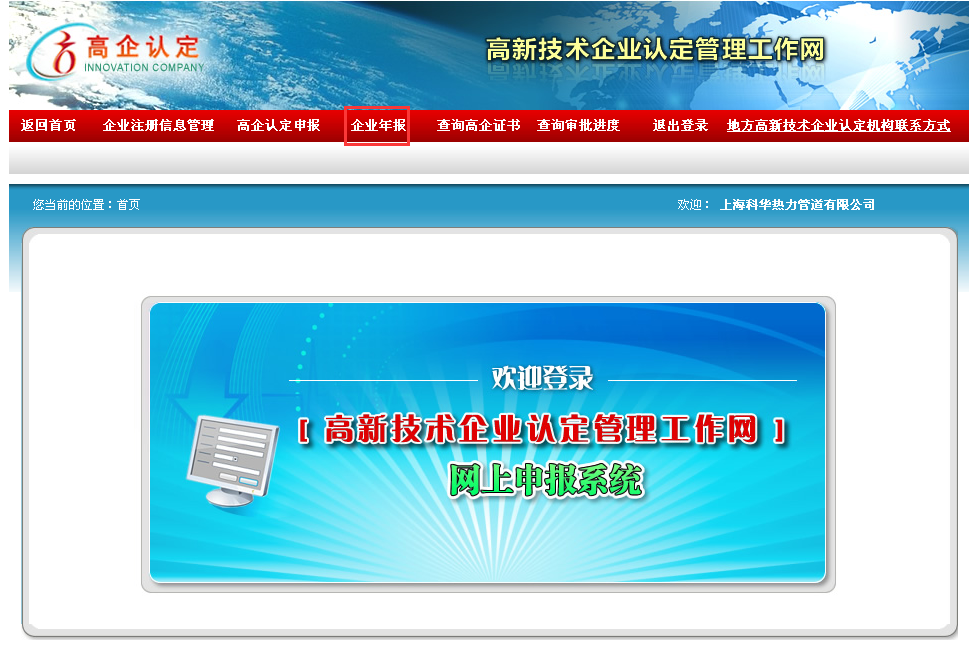 高企认定
INNOVATION COMPANY
高新技术企业认定管理工作网
返回首页 企业注册信息管理 高企认定申报 企业年报 查询高企证书 查询审批进度 退出登录 地方高新技术企业认定机构联系方式
您当前的位置：首页 欢迎： 上海科华热力管道有限公司
欢迎登录
[ 高新技术企业认定管理工作网 ]
网上申报系统